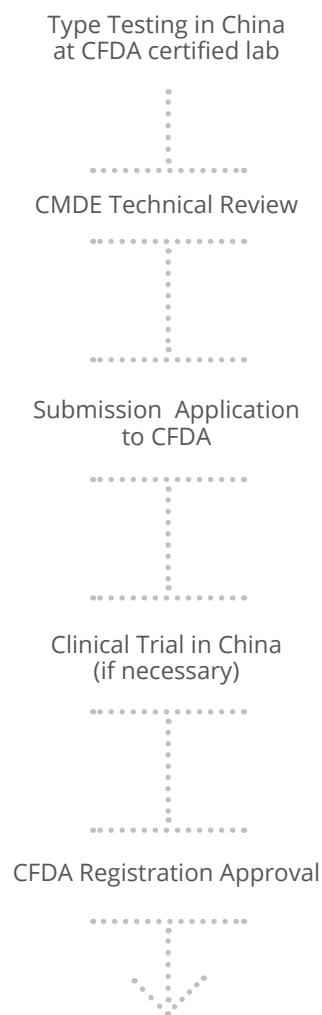 Type Testing in China
at CFDA certified lab
CMDE Technical Review
Submission Application
to CFDA
Clinical Trial in China
(if necessary)
CFDA Registration Approval